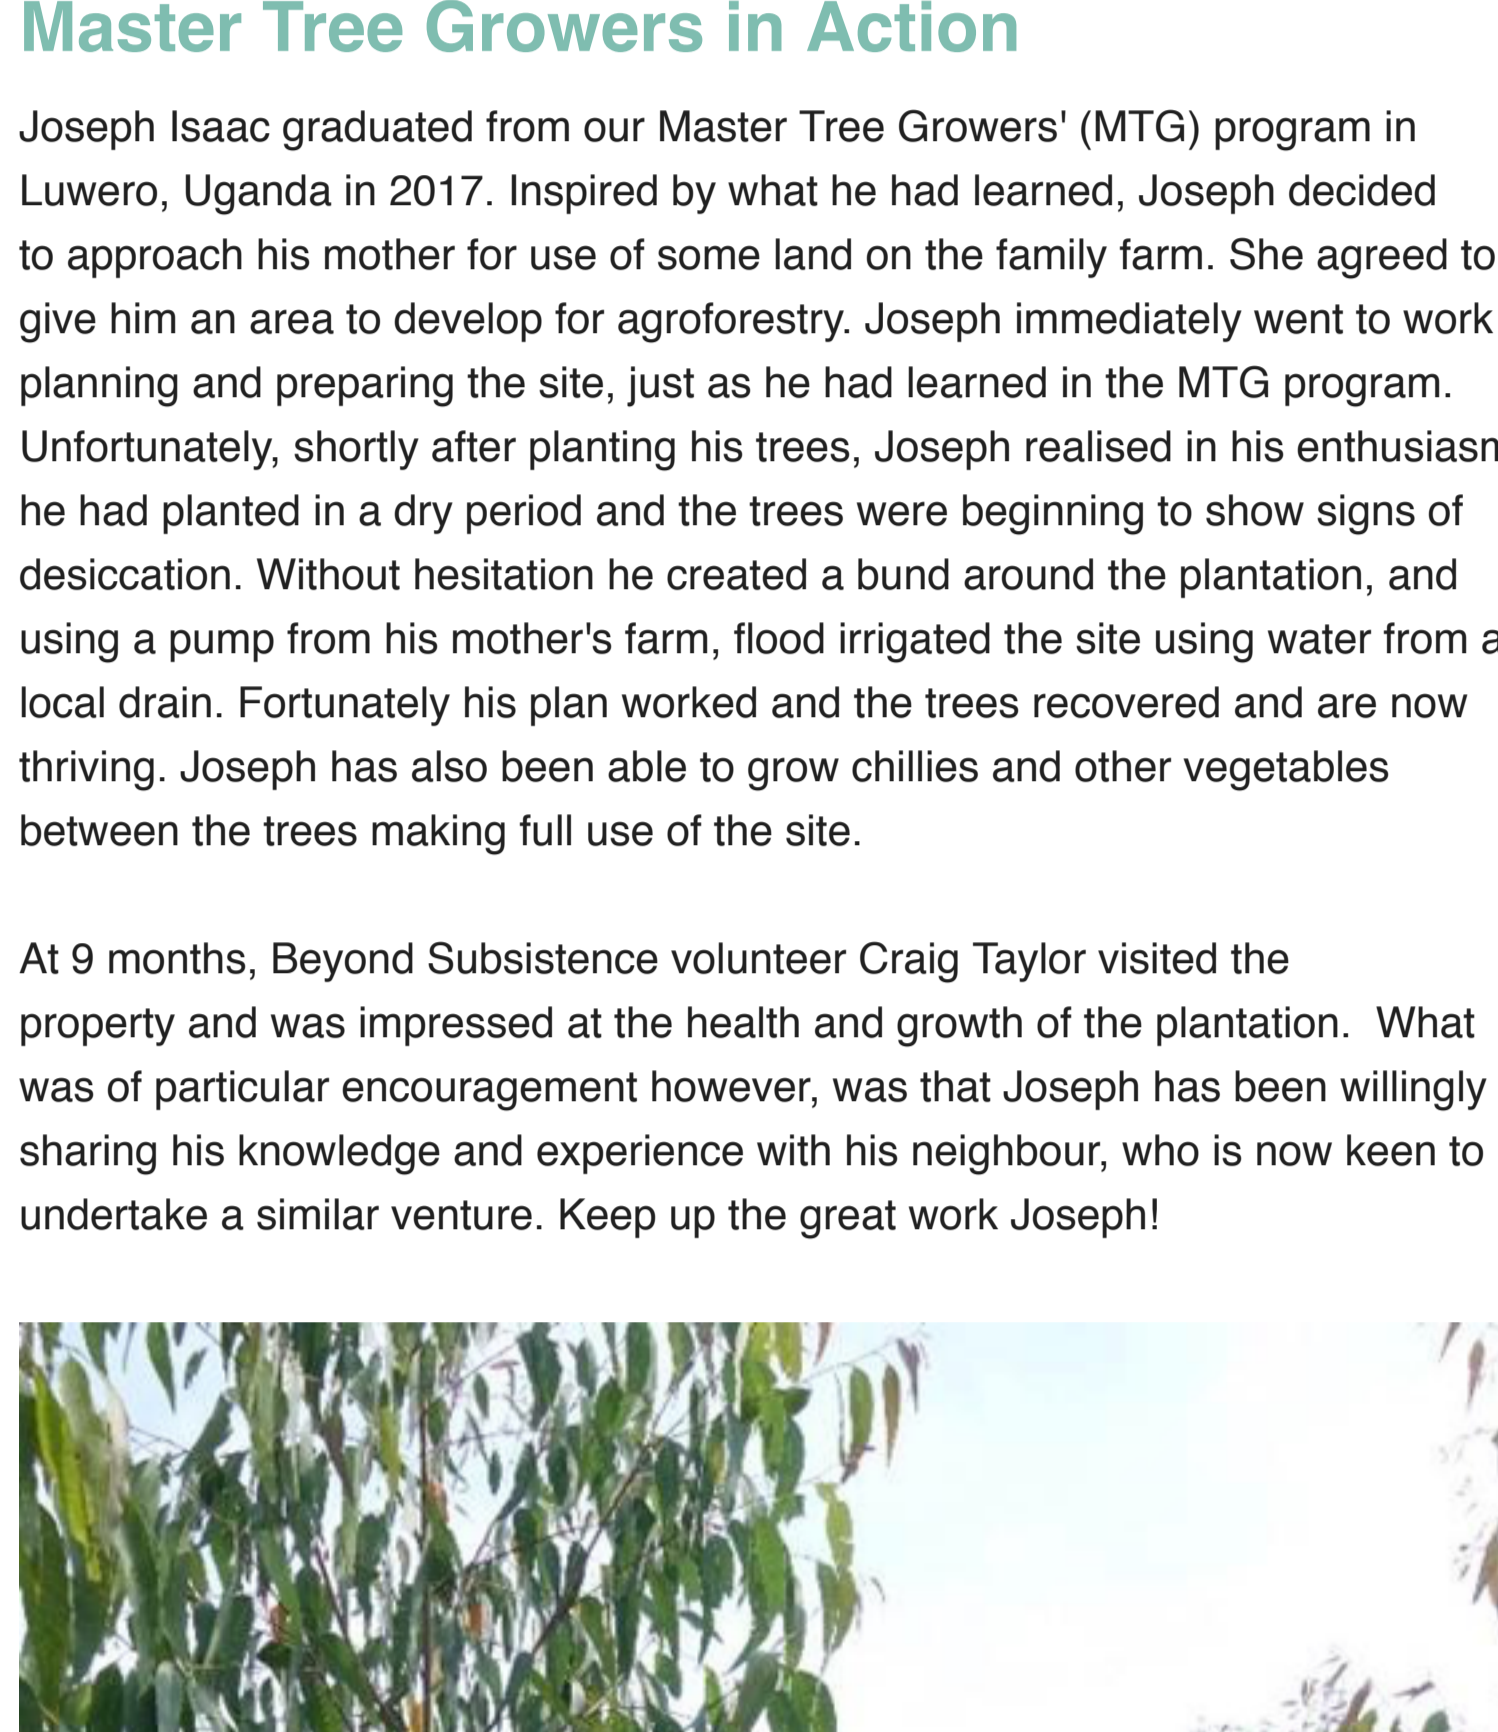 Master Tree Growers in Action
Joseph Isaac graduated from our Master Tree Growers' (MTG) program in
Luwero, Uganda in 2017. Inspired by what he had learned, Joseph decided
to approach his mother for use of some land on the family farm. She agreed to
give him an area to develop for agroforestry. Joseph immediately went to work
planning and preparing the site, just as he had learned in the MTG program.
Unfortunately, shortly after planting his trees, Joseph realised in his enthusiasm
he had planted in a dry period and the trees were beginning to show signs of
desiccation. Without hesitation he created a bund around the plantation, and
using a pump from his mother's farm, flood irrigated the site using water from a
local drain. Fortunately his plan worked and the trees recovered and are now
thriving. Joseph has also been able to grow chillies and other vegetables
between the trees making full use of the site.
At 9 months, Beyond Subsistence volunteer Craig Taylor visited the
property and was impressed at the health and growth of the plantation.  What
was of particular encouragement however, was that Joseph has been willingly
sharing his knowledge and experience with his neighbour, who is now keen to
undertake a similar venture. Keep up the great work Joseph!